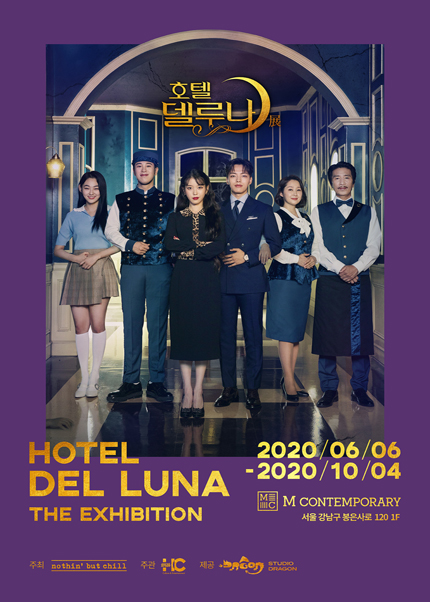 호텔
델루나 展
HOTEL
DEL LUNA
THE EXHIBITION
2020/06/06
-2020/10/04
M CONTEMPORARY
서울 강남구 봉은사로 120 1F
주최 nothin' but chill 주관 HC 제공 DRAGON STUDIO DRAGON